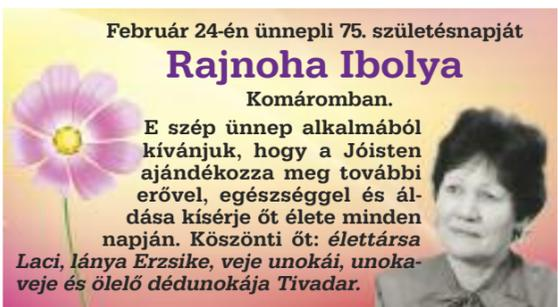 Február 24-én ünnepli 75. születésnapját
Rajnoha Ibolya
Komáromban.
E szép ünnep alkalmából
kívánjuk, hogy a Jóisten
ajándékozza meg további
erővel, egészséggel és ál-
dása kísérje őt élete minden
napján. Köszönti őt: élettársa
Laci, lánya Erzsike, veje unokái, unoka-
veje és ölelő dédunokája Tivadar.